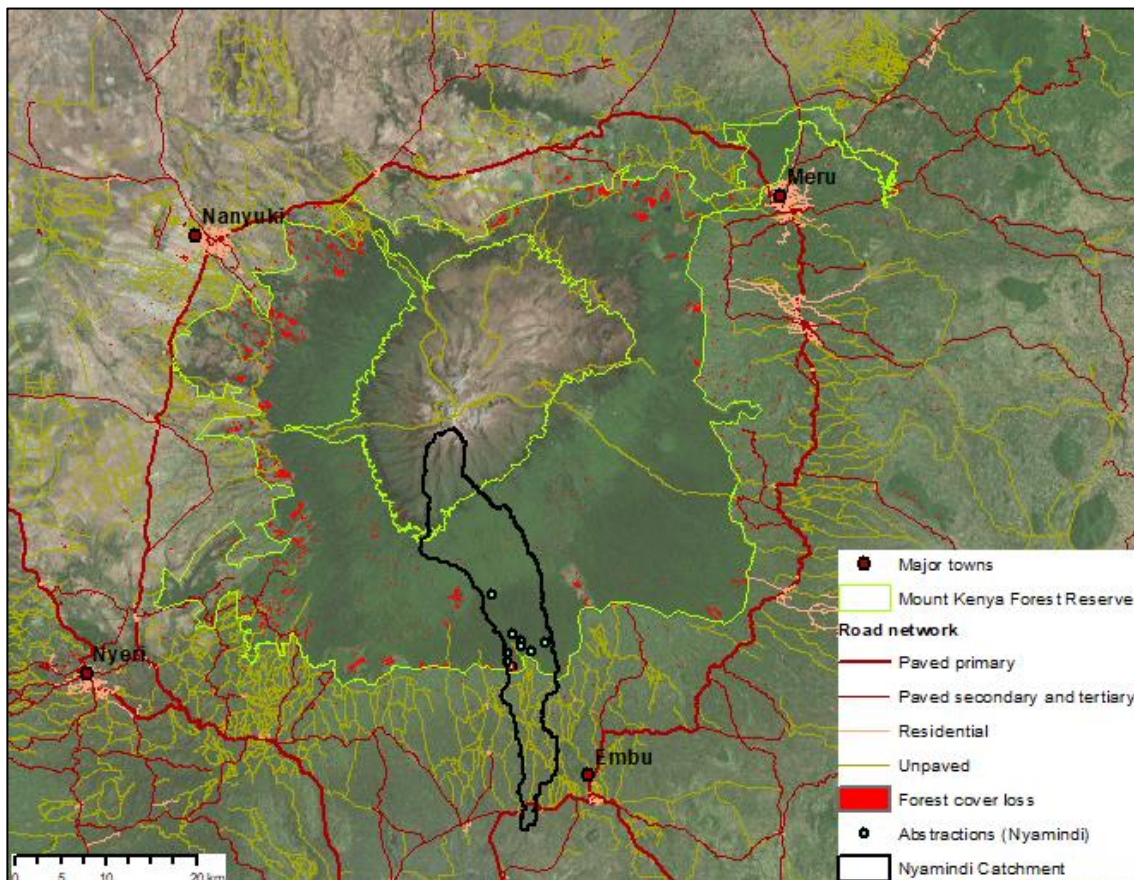 Meru
Nanyuki
Nyeri
Embu
Major towns
Mount Kenya Forest Reserve
Road network
Paved primary
Paved secondary and tertiary
Residential
Unpaved
Forest cover loss
Abstractions (Nyamindi)
Nyamindi Catchment
0 5 10 20 km